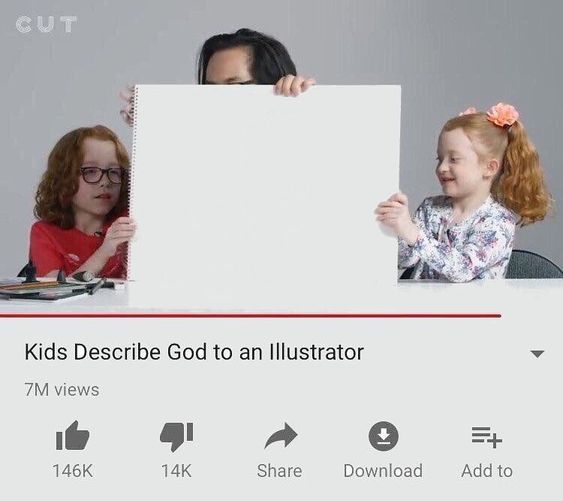 CUT
Kids Describe God to an Illustrator
7M views
146K
14K
Share
Download
Add to